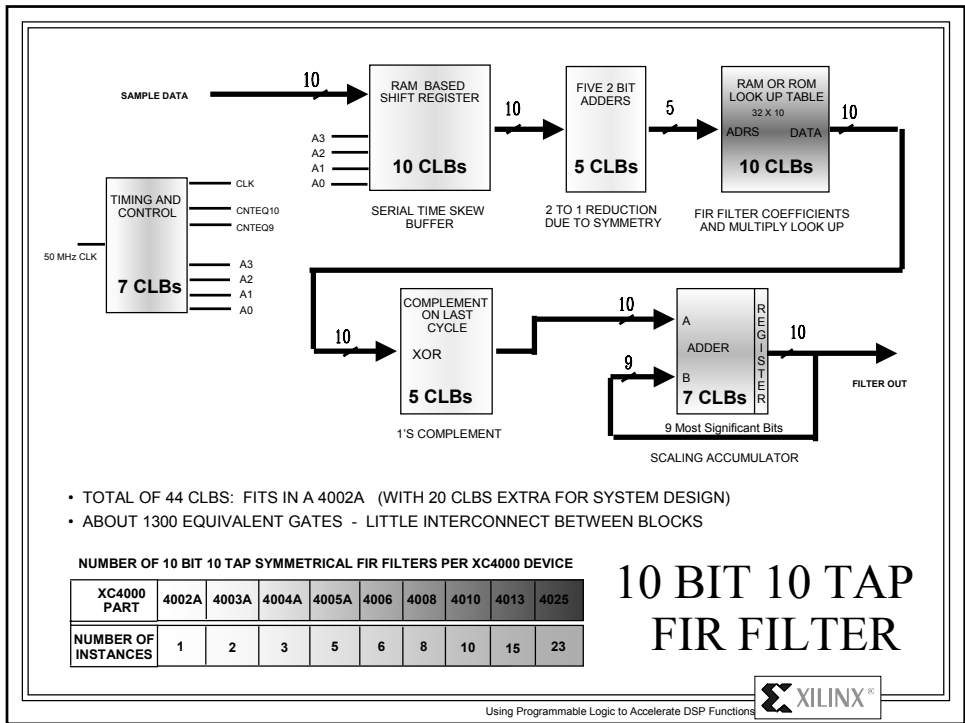 SAMPLE DATA
10
RAM BASED
SHIFT REGISTER
A3
A2
A1
A0
10 CLBs
SERIAL TIME SKEW
BUFFER
10
FIVE 2 BIT
ADDERS
5 CLBs
2 TO 1 REDUCTION
DUE TO SYMMETRY
5
RAM OR ROM
LOOK UP TABLE
32 X 10
ADRS DATA
10 CLBs
FIR FILTER COEFFICIENTS
AND MULTIPLY LOOK UP
10
50 MHz CLK
TIMING AND
CONTROL
7 CLBs
CLK
CNTEQ10
CNTEQ9
A3
A2
A1
A0
10
COMPLEMENT
ON LAST
CYCLE
XOR
5 CLBs
1'S COMPLEMENT
10
9
A
ADDER
B
7 CLBs
REGISTER
10
FILTER OUT
9 Most Significant Bits
SCALING ACCUMULATOR
• TOTAL OF 44 CLBS: FITS IN A 4002A (WITH 20 CLBS EXTRA FOR SYSTEM DESIGN)
• ABOUT 1300 EQUIVALENT GATES - LITTLE INTERCONNECT BETWEEN BLOCKS
NUMBER OF 10 BIT 10 TAP SYMMETRICAL FIR FILTERS PER XC4000 DEVICE
XC4000 PART 4002A 4003A 4004A 4005A 4006 4008 4010 4013 4025
NUMBER OF INSTANCES 1 2 3 5 6 8 10 15 23
10 BIT 10 TAP
FIR FILTER
Using Programmable Logic to Accelerate DSP Functions
XILINX®